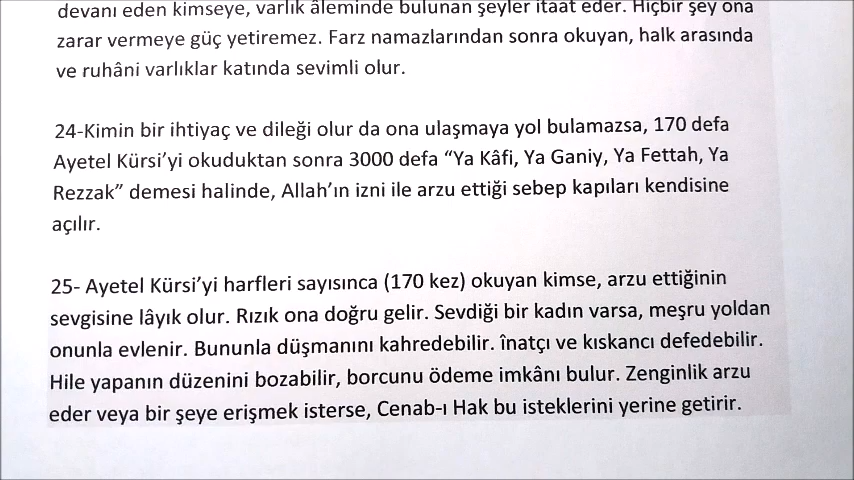 devanı eden kimseye, varlık âleminde bulunan şeyler itaat eder. Hiçbir şey ona
zarar vermeye güç yetiremez. Farz namazlarından sonra okuyan, halk arasında
ve ruhâni varlıklar katında sevimli olur.
24-Kimin bir ihtiyaç ve dileği olur da ona ulaşmaya yol bulamazsa, 170 defa
Ayetel Kürsi’yi okuduktan sonra 3000 defa “Ya Kâfi, Ya Ganiy, Ya Fettah, Ya
Rezzak” demesi halinde, Allah’ın izni ile arzu ettiği sebep kapıları kendisine
açılır.
25- Ayetel Kürsi’yi harfleri sayısınca (170 kez) okuyan kimse, arzu ettiğinin
sevgisine lâyık olur. Rızık ona doğru gelir. Sevdiği bir kadın varsa, meşru yoldan
onunla evlenir. Bununla düşmanını kahredebilir. înatçı ve kıskancı defedebilir.
Hile yapanın düzenini bozabilir, borcunu ödeme imkânı bulur. Zenginlik arzu
eder veya bir şeye erişmek isterse, Cenab-ı Hak bu isteklerini yerine getirir.